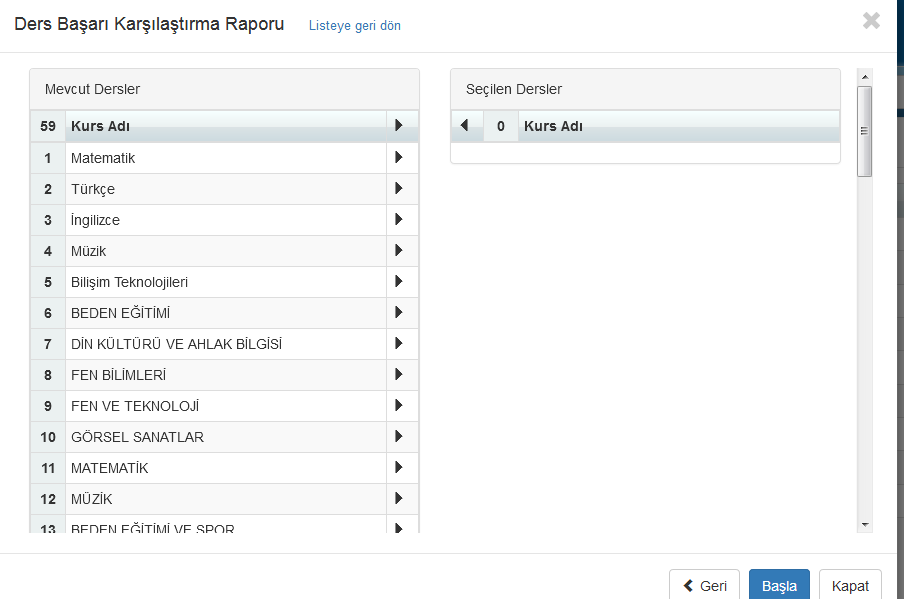 Ders Başarı Karşılaştırma Raporu Listeye geri dön
Mevcut Dersler
59 Kurs Adı
1 Matematik
2 Türkçe
3 İngilizce
4 Müzik
5 Bilişim Teknolojileri
6 BEDEN EĞİTİMİ
7 DİN KÜLTÜRÜ VE AHLAK BİLGİSİ
8 FEN BİLİMLERİ
9 FEN VE TEKNOLOJİ
10 GÖRSEL SANATLAR
11 MATEMATİK
12 MÜZİK
13 BEDEN EĞİTİMİ VE SPOR
Seçilen Dersler
0 Kurs Adı
Geri Başla Kapat